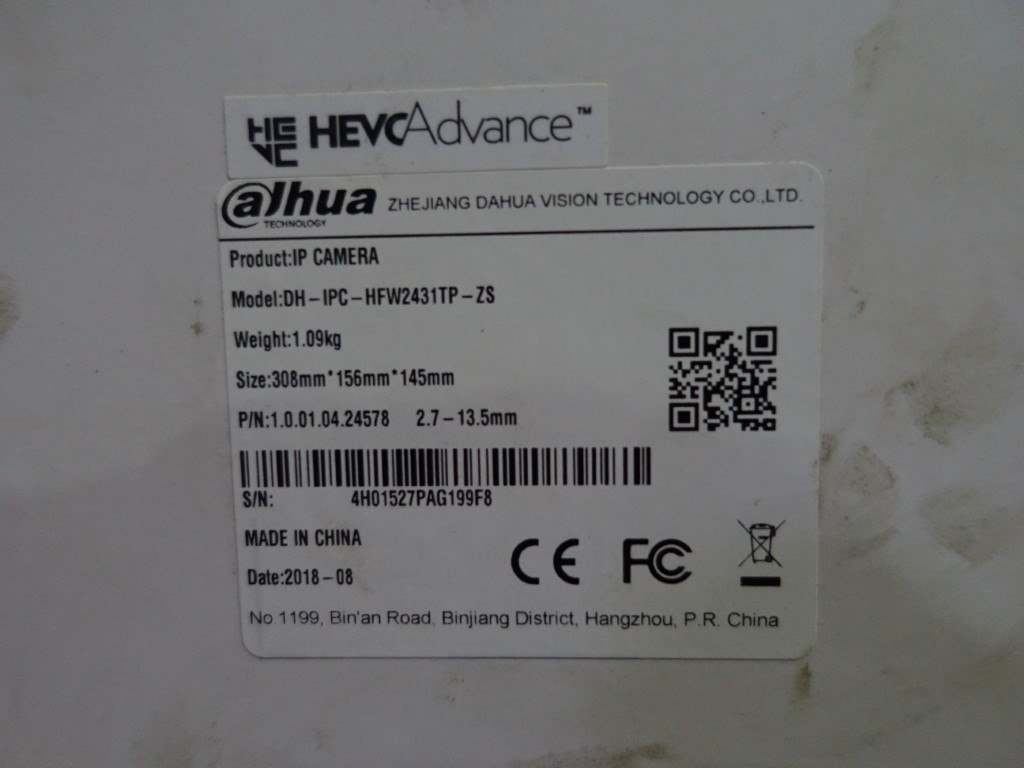 HEVC HEVCAdvance™
alhua TECHNOLOGY ZHEJIANG DAHUA VISION TECHNOLOGY CO.,LTD.
Product:IP CAMERA
Model:DH-IPC-HFW2431TP-ZS
Weight:1.09kg
Size:308mm*156mm*145mm
P/N:1.0.01.04.24578 2.7-13.5mm
S/N: 4H01527PAG199F8
MADE IN CHINA
Date:2018-08
CE FC
No.1199, Bin'an Road, Binjiang District, Hangzhou, P.R. China